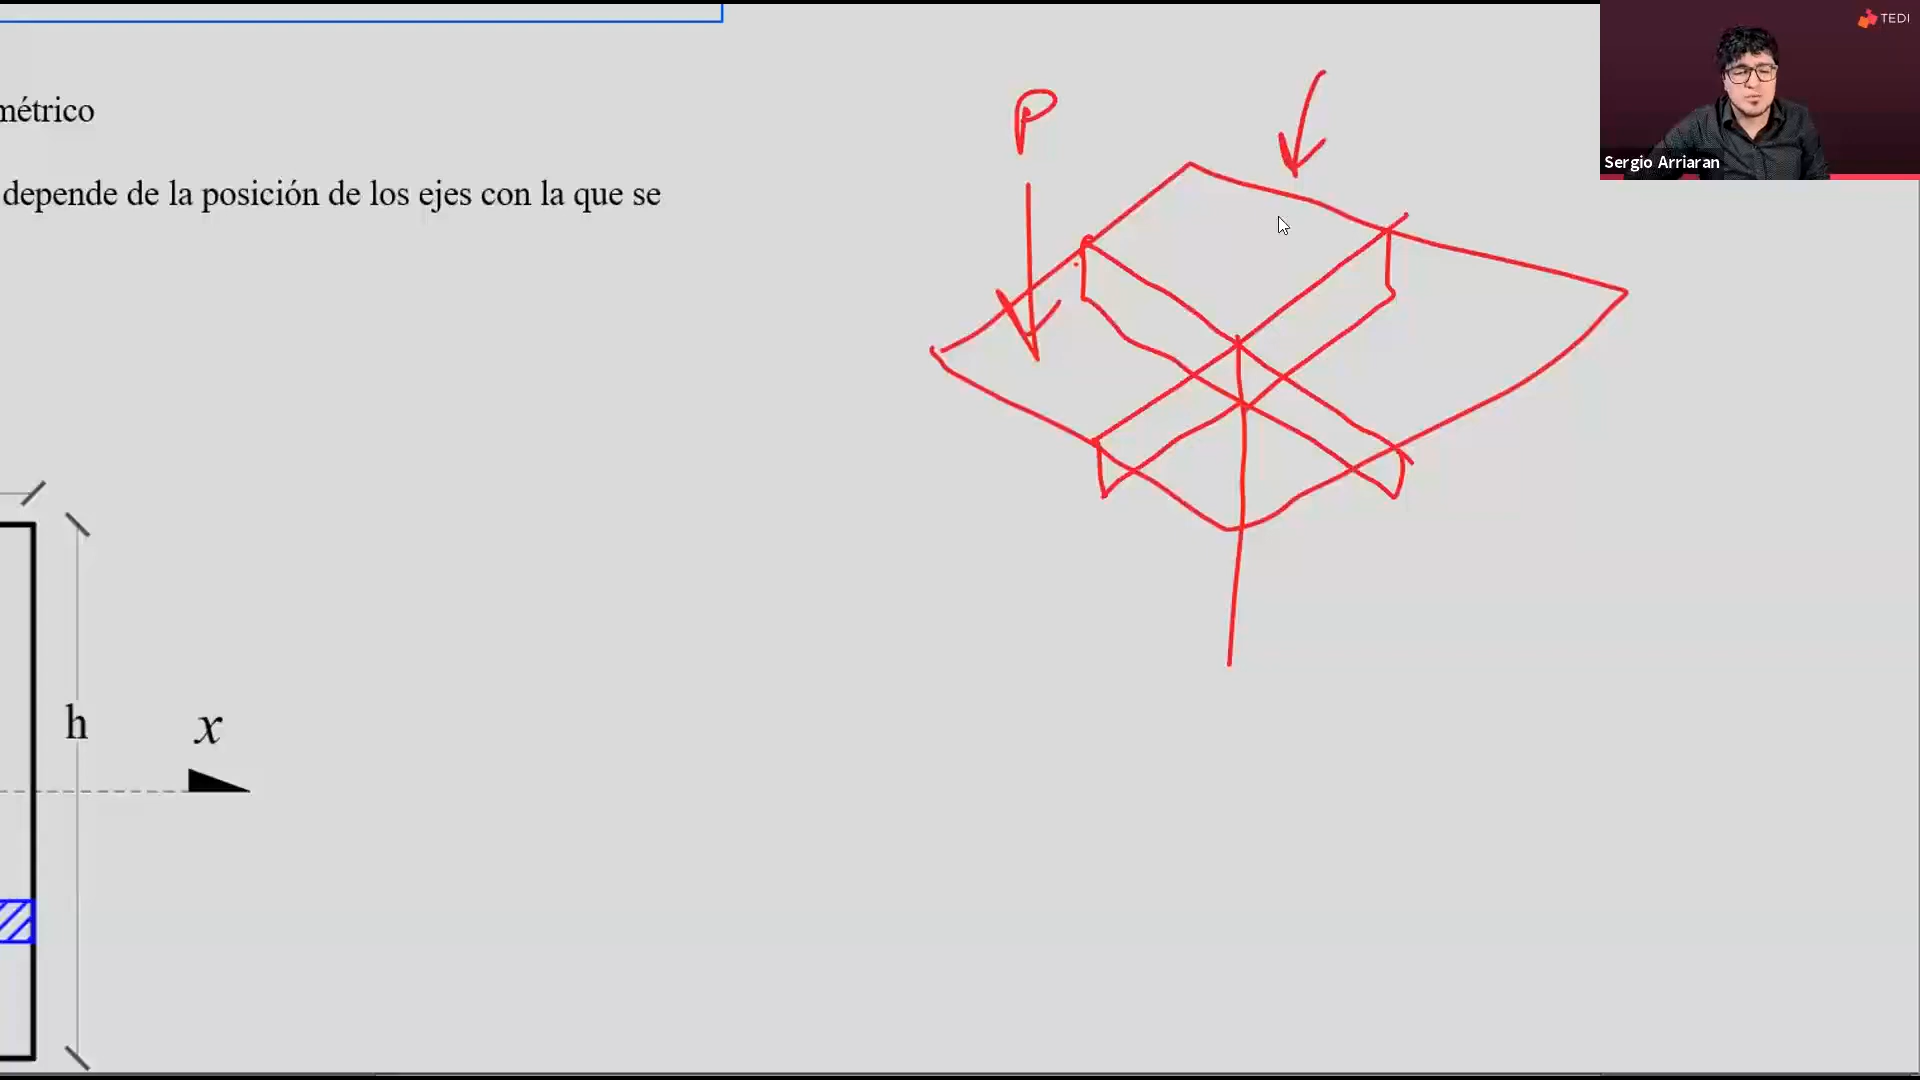 métrico
depende de la posición de los ejes con la que se
P
h
x
TEDI
Sergio Arriaran